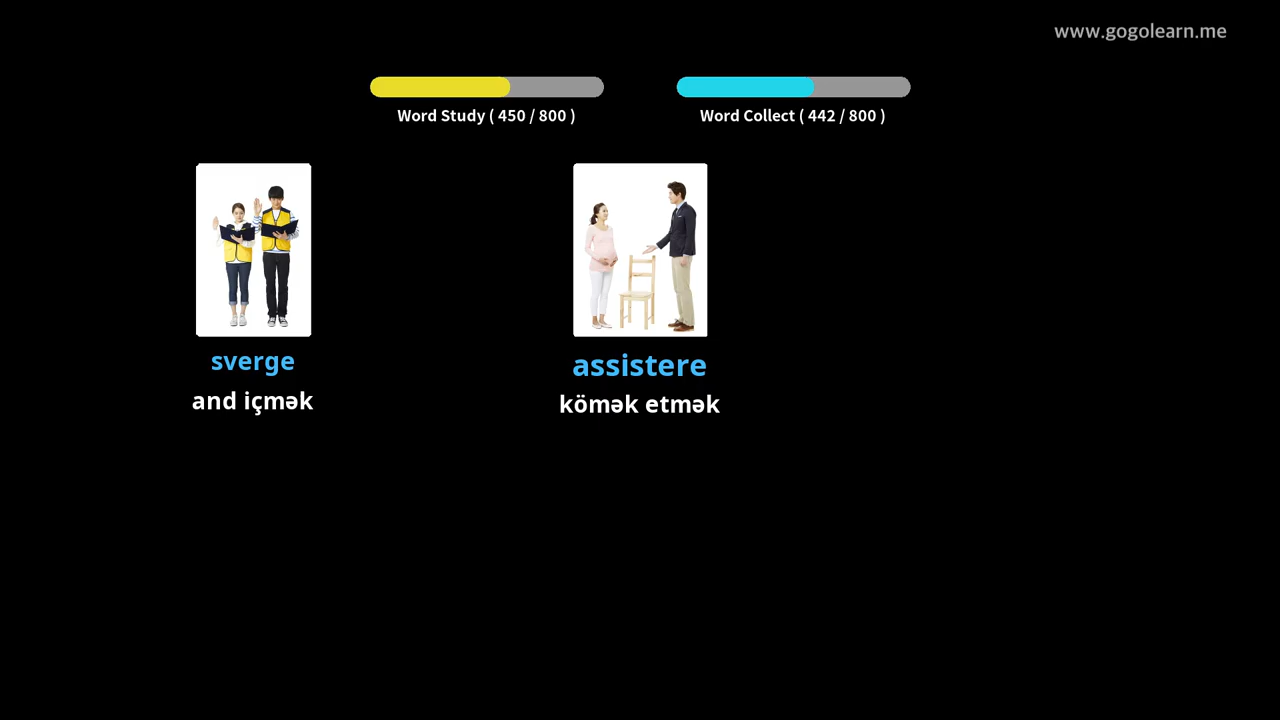 www.gogolearn.me
Word Study ( 450 / 800 )
Word Collect ( 442 / 800 )
sverge
and içmək
assistere
kömək etmək